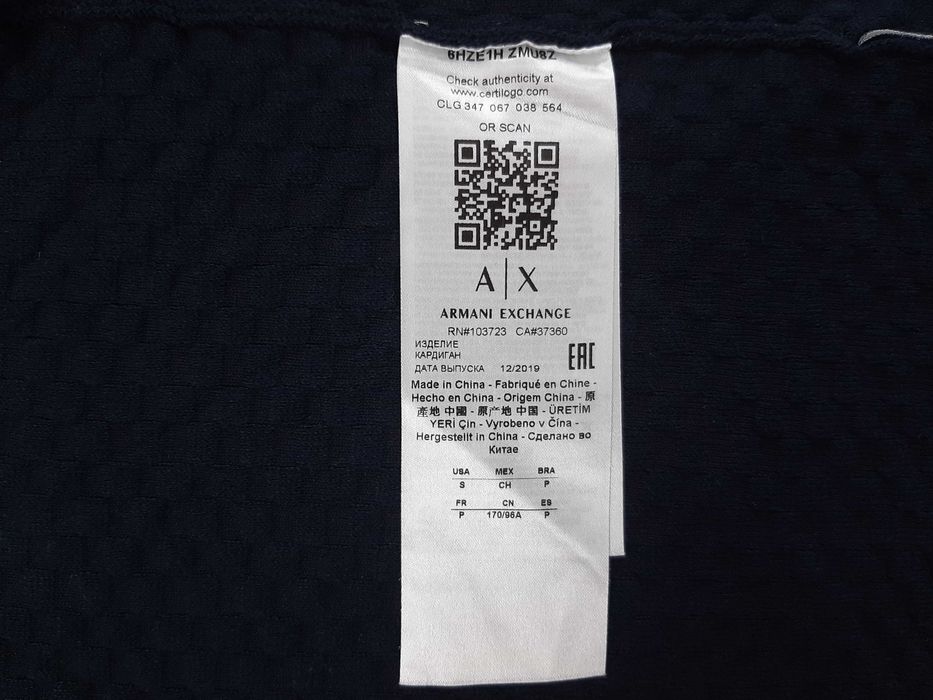 6HZE1H ZMU8Z
Check authenticity at
www.certilogo.com
CLG 347 067 038 564
OR SCAN
A|X
ARMANI EXCHANGE
RN#103723 CA#37360
ИЗДЕЛИЕ
КАРДИГАН
ДАТА ВЫПУСКА 12/2019
EAC
Made in China - Fabriqué en Chine -
Hecho en China - Origem China - 原
產地 中國 - 原产地 中国 - ÜRETİM
YERİ Çin - Vyrobeno v Čína -
Hergestellt in China - Сделано во
Китае
USA MEX BRA
S CH P
FR CN ES
P 170/96A P